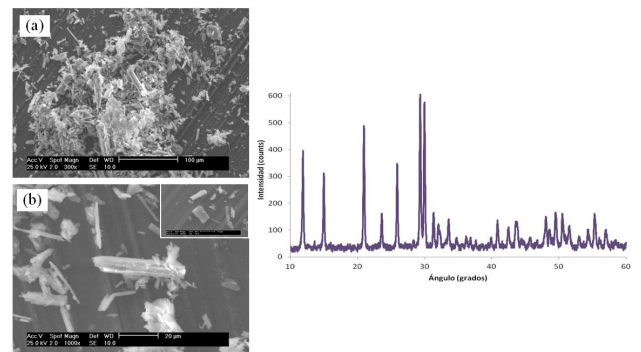 (a)
Acc.V Spot Magn Det WD 100 µm
25.0 kV 2.0 300x SE 10.0
(b)
Acc.V Spot Magn Det WD 20 µm
25.0 kV 2.0 1000x SE 10.0
Intensidad (counts)
600
500
400
300
200
100
0
10 20 30 40 50 60
Ángulo (grados)